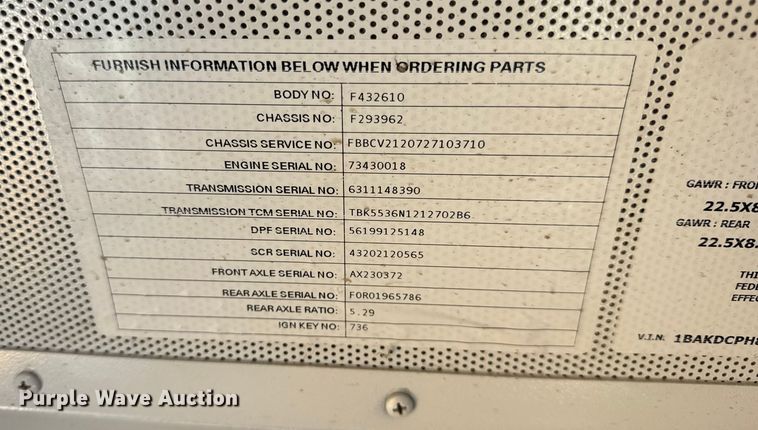 FURNISH INFORMATION BELOW WHEN ORDERING PARTS
BODY NO: F432610
CHASSIS NO: F293962
CHASSIS SERVICE NO: FBBCV2120727103710
ENGINE SERIAL NO: 73430018
TRANSMISSION SERIAL NO: 6311148390
TRANSMISSION TCM SERIAL NO: TBK5536N1212702B6
DPF SERIAL NO: 56199125148
SCR SERIAL NO: 43202120565
FRONT AXLE SERIAL NO: AX230372
REAR AXLE SERIAL NO: F0R01965786
REAR AXLE RATIO: 5.29
IGN KEY NO: 736
GAWR : FRO
22.5X8
GAWR : REAR
22.5X8.
THI
FEDE
EFFE
V.I.N. 1BAKDCPH
Purple Wave Auction